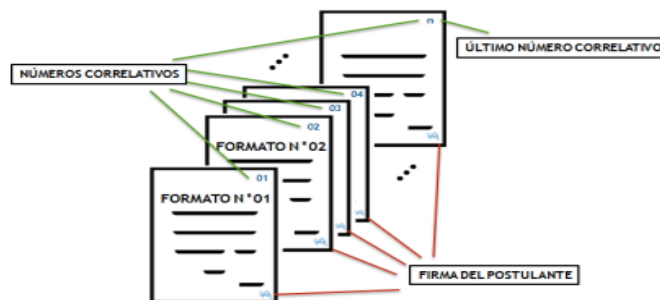 n
ÚLTIMO NÚMERO CORRELATIVO
NÚMEROS CORRELATIVOS
04
03
02
FORMATO N°02
01
FORMATO N°01
FIRMA DEL POSTULANTE